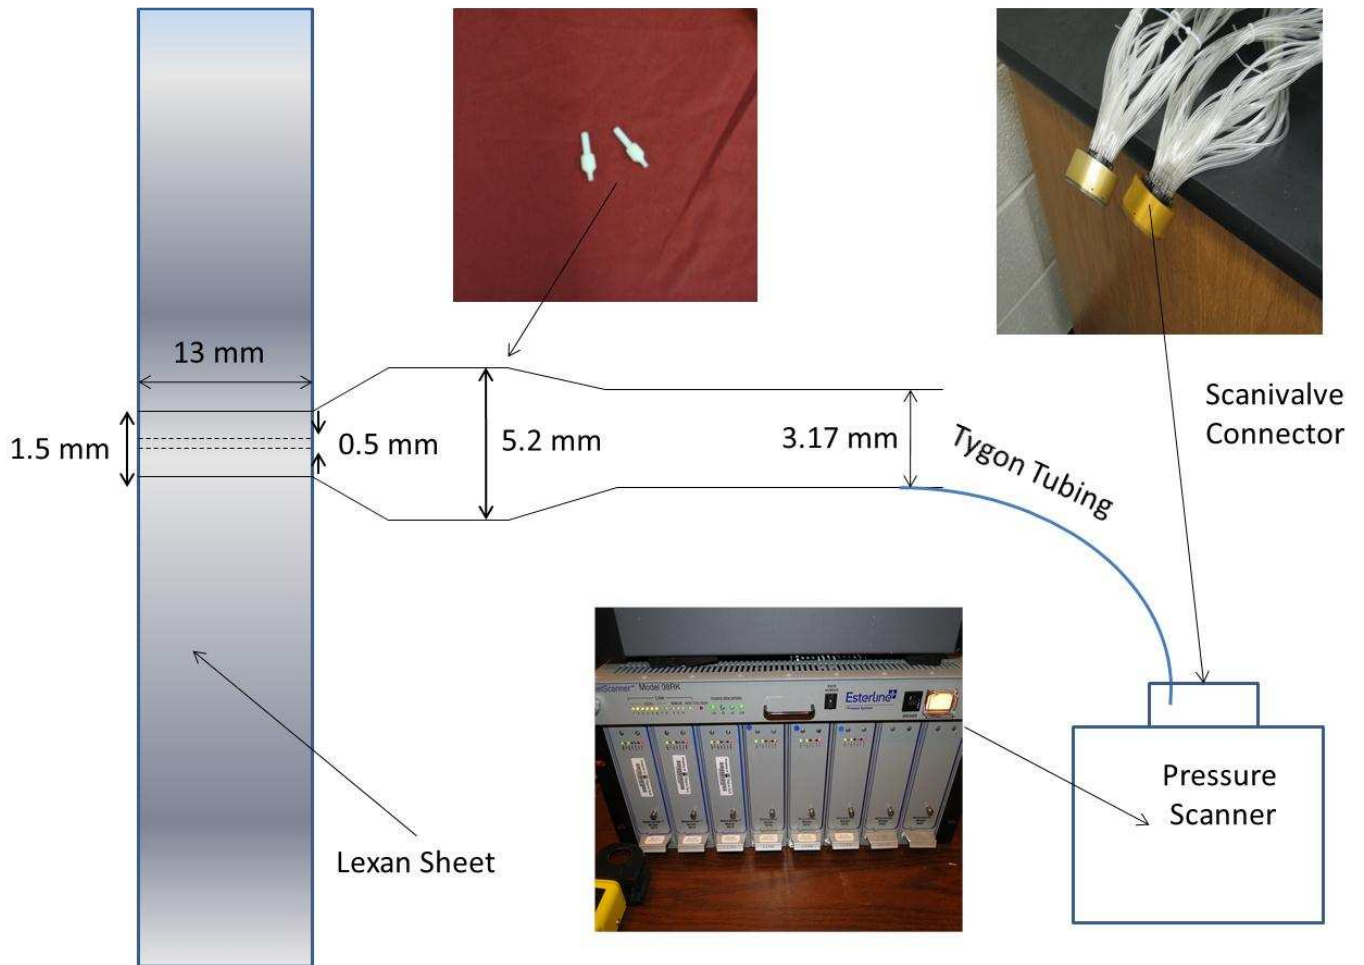 13 mm
1.5 mm
0.5 mm
5.2 mm
3.17 mm
Tygon Tubing
Scanivalve
Connector
Model 98RK
Esterline
Pressure
Scanner
Lexan Sheet